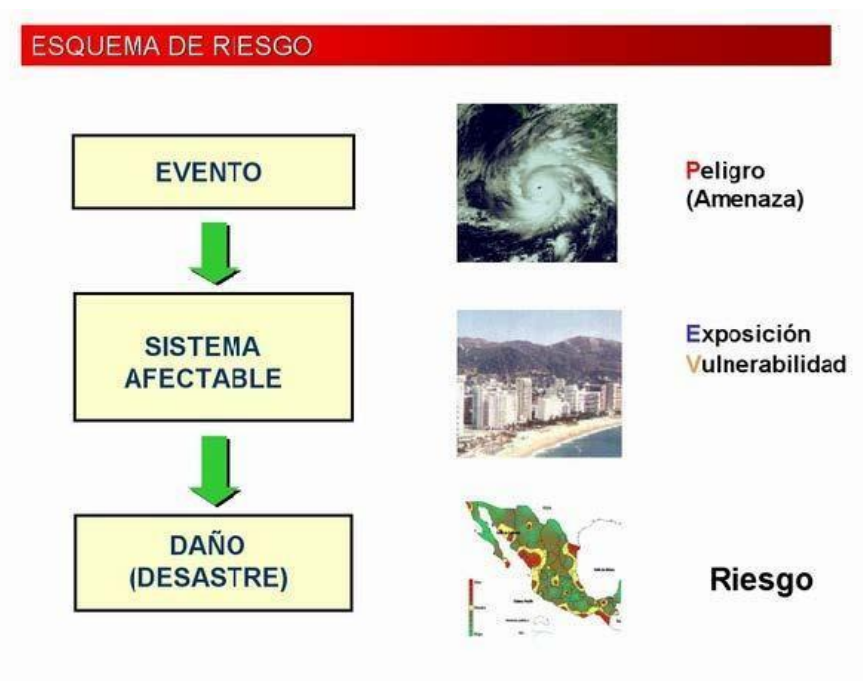 ESQUEMA DE RIESGO
EVENTO
Peligro
(Amenaza)
SISTEMA
AFECTABLE
Exposición
Vulnerabilidad
DAÑO
(DESASTRE)
Riesgo